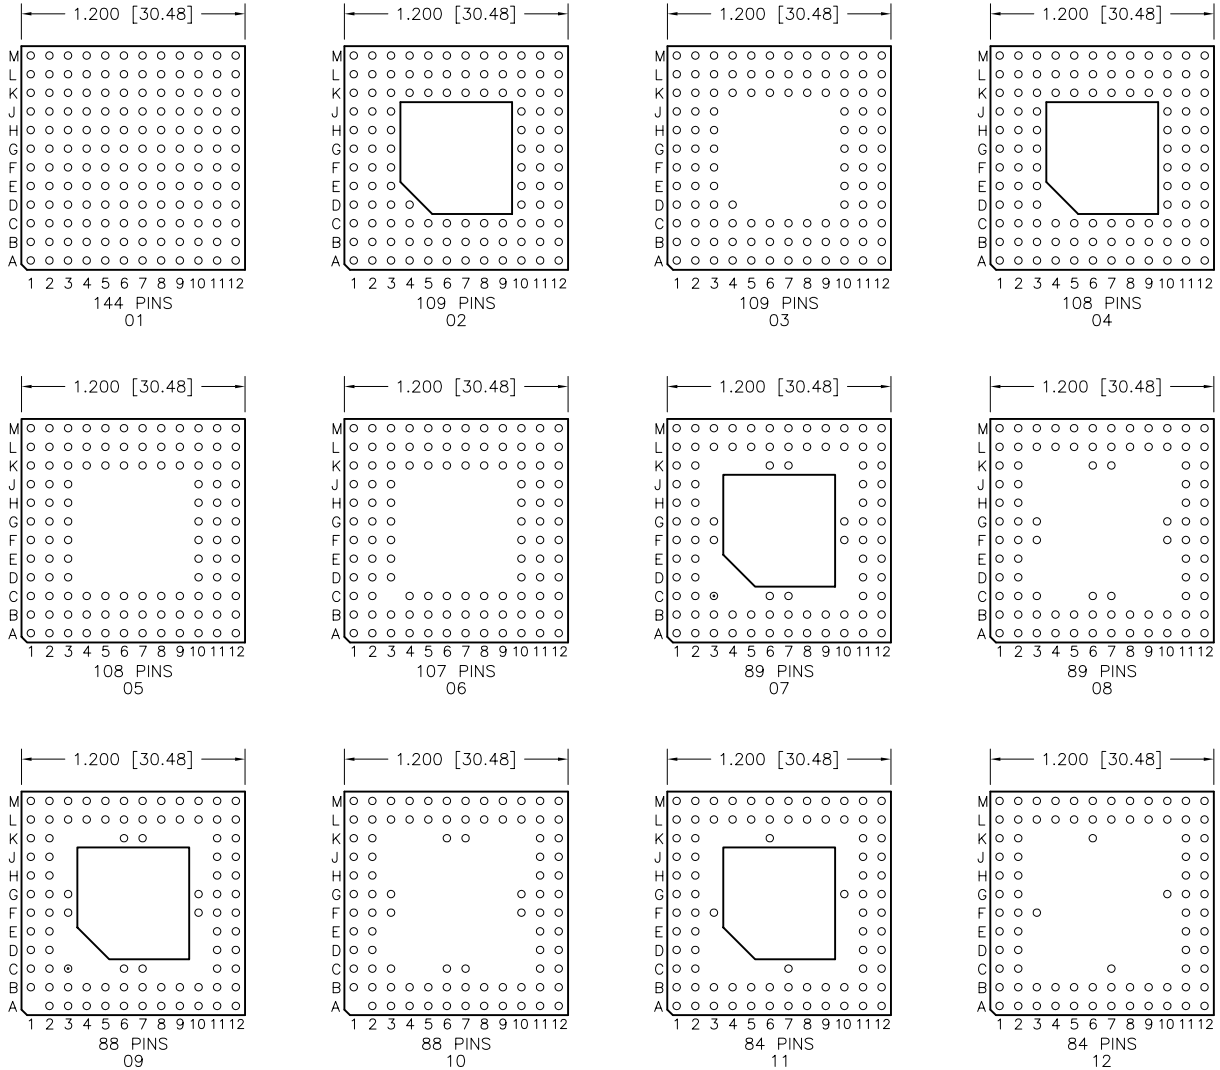 1.200 [30.48] 1.200 [30.48] 1.200 [30.48] 1.200 [30.48]
M M M M
L L L L
K K K K
J J J J
H H H H
G G G G
F F F F
E E E E
D D D D
C C C C
B B B B
A A A A
1 2 3 4 5 6 7 8 9 10 11 12 1 2 3 4 5 6 7 8 9 10 11 12 1 2 3 4 5 6 7 8 9 10 11 12 1 2 3 4 5 6 7 8 9 10 11 12
144 PINS 109 PINS 109 PINS 108 PINS
01 02 03 04
1.200 [30.48] 1.200 [30.48] 1.200 [30.48] 1.200 [30.48]
M M M M
L L L L
K K K K
J J J J
H H H H
G G G G
F F F F
E E E E
D D D D
C C C C
B B B B
A A A A
1 2 3 4 5 6 7 8 9 10 11 12 1 2 3 4 5 6 7 8 9 10 11 12 1 2 3 4 5 6 7 8 9 10 11 12 1 2 3 4 5 6 7 8 9 10 11 12
108 PINS 107 PINS 89 PINS 89 PINS
05 06 07 08
1.200 [30.48] 1.200 [30.48] 1.200 [30.48] 1.200 [30.48]
M M M M
L L L L
K K K K
J J J J
H H H H
G G G G
F F F F
E E E E
D D D D
C C C C
B B B B
A A A A
1 2 3 4 5 6 7 8 9 10 11 12 1 2 3 4 5 6 7 8 9 10 11 12 1 2 3 4 5 6 7 8 9 10 11 12 1 2 3 4 5 6 7 8 9 10 11 12
88 PINS 88 PINS 84 PINS 84 PINS
09 10 11 12